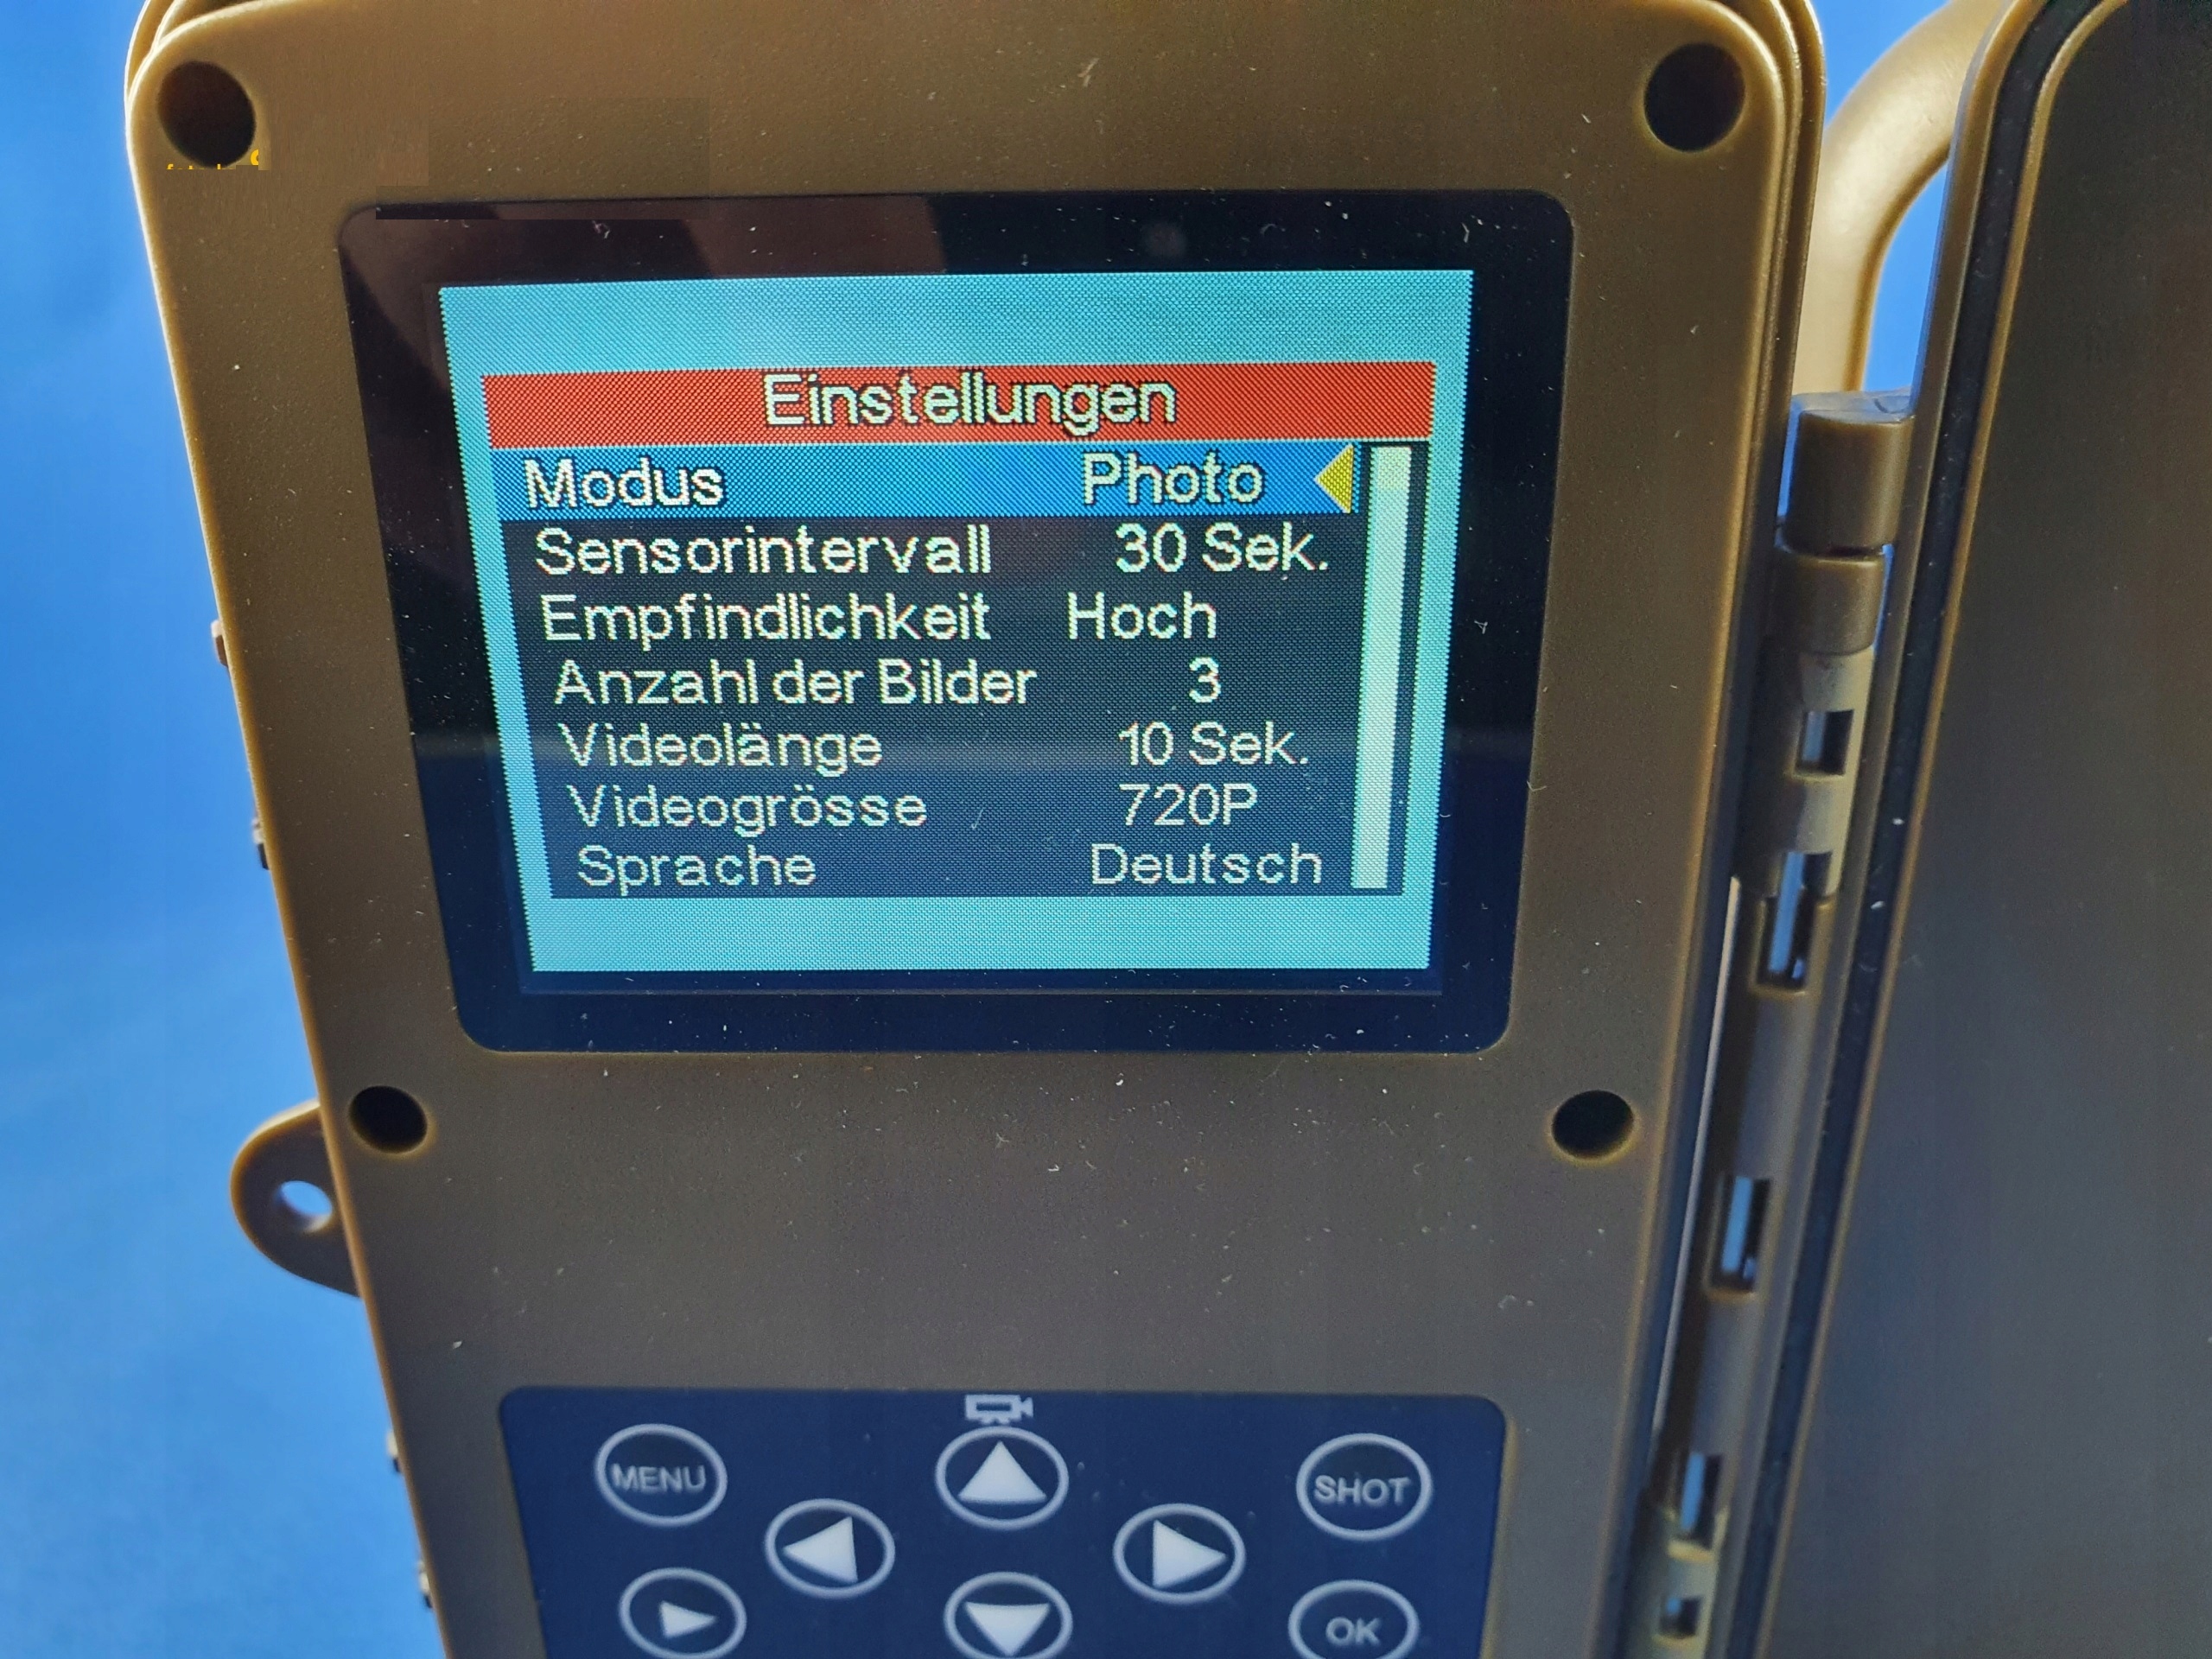 Einstellungen
Modus Photo
Sensorintervall 30 Sek.
Empfindlichkeit Hoch
Anzahl der Bilder 3
Videolänge 10 Sek.
Videogrösse 720P
Sprache Deutsch
MENU
SHOT
OK